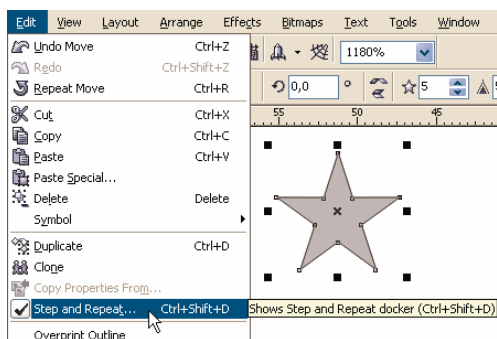 Edit View Layout Arrange Effects Bitmaps Text Tools Window
Undo Move Ctrl+Z
Redo Ctrl+Shift+Z
1180%
Repeat Move Ctrl+R
0,0 ° 5
Cut Ctrl+X
55 50 45
Copy Ctrl+C
Paste Ctrl+V
Paste Special...
Delete Delete
Symbol
Duplicate Ctrl+D
Clone
Copy Properties From...
Step and Repeat... Ctrl+Shift+D Shows Step and Repeat docker (Ctrl+Shift+D)
Overprint Outline